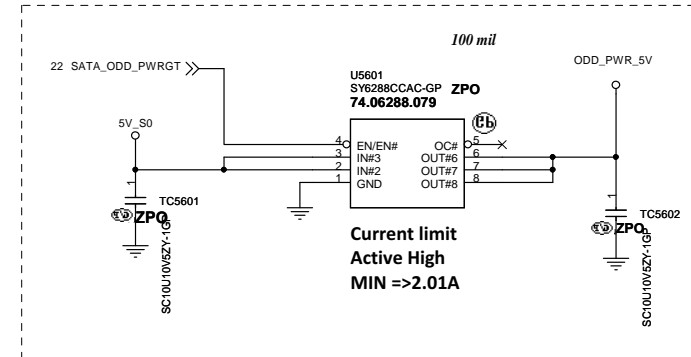 100 mil
22 SATA_ODD_PWRGT
ODD_PWR_5V
U5601
SY6288CCAC-GP ZPO
74.06288.079
5V_S0
4 EN/EN# OC# 5
3 IN#3 OUT#6 6
2 IN#2 OUT#7 7
1 GND OUT#8 8
1
TC5601
ZPO
SC10U10V5ZY-1GP
1
TC5602
ZPO
SC10U10V5ZY-1GP
Current limit
Active High
MIN =>2.01A